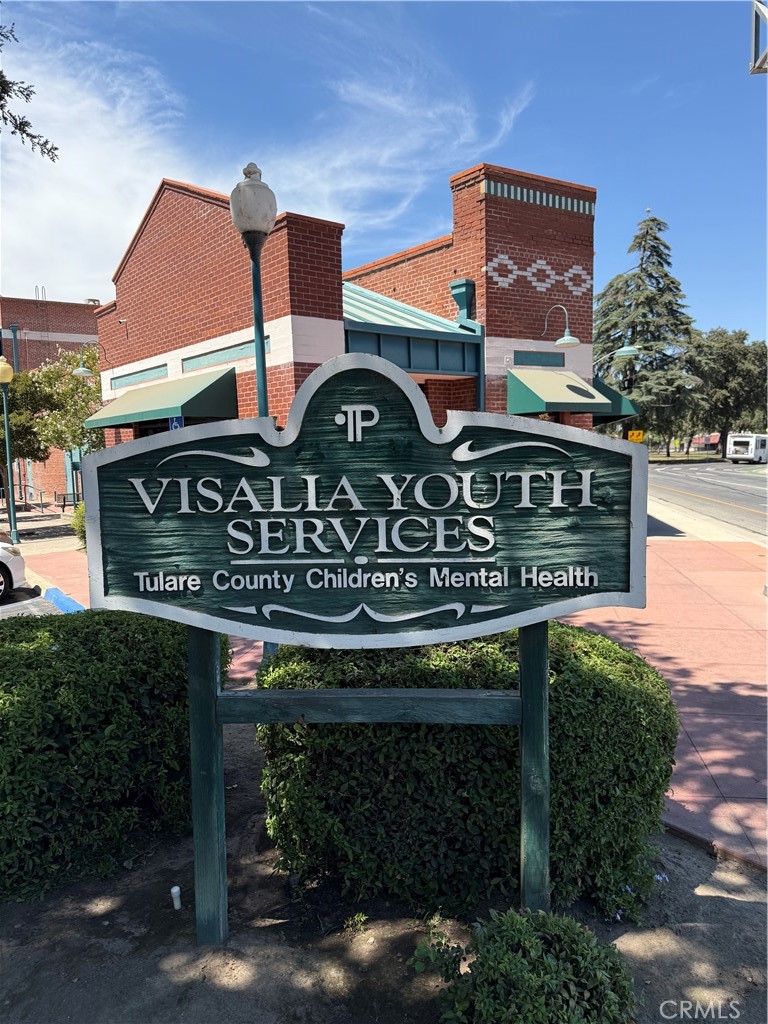 TP
VISALIA YOUTH
SERVICES
Tulare County Children's Mental Health
CRMLS